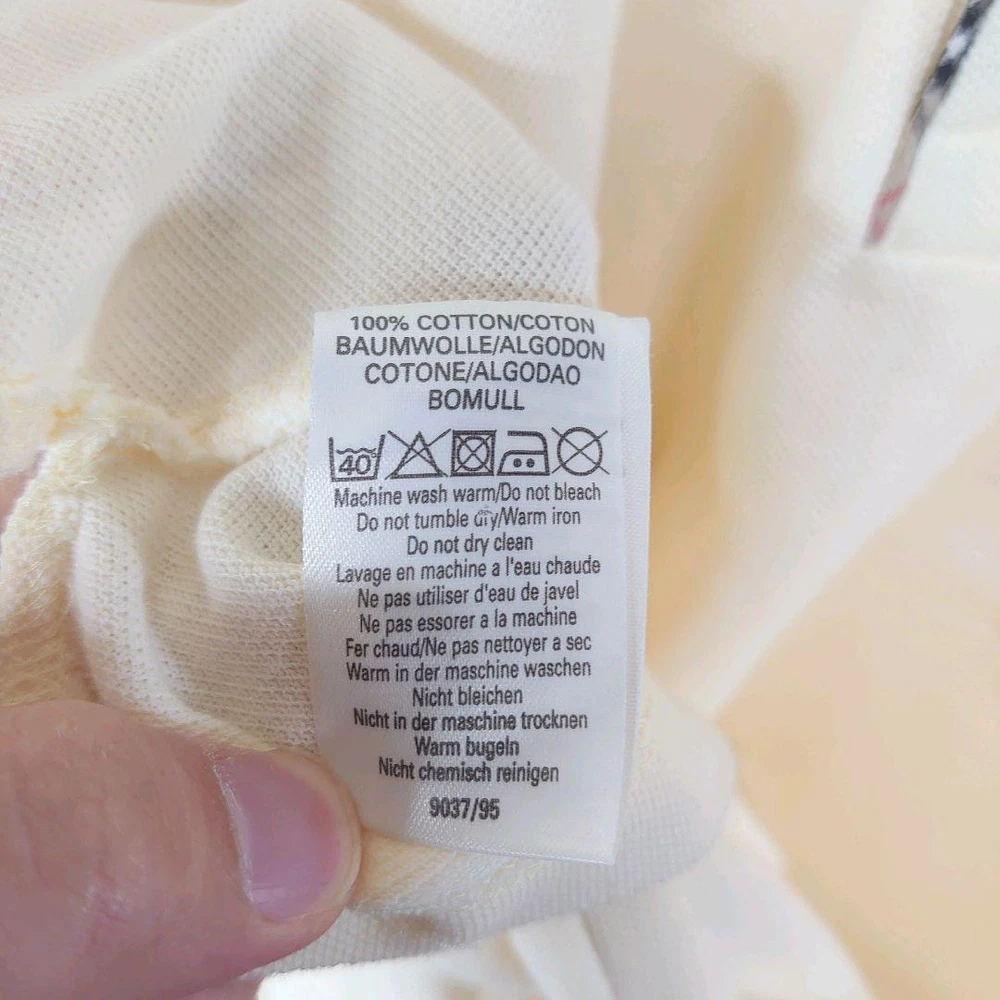 100% COTTON/COTON
BAUMWOLLE/ALGODON
COTONE/ALGODAO
BOMULL
40
Machine wash warm/Do not bleach
Do not tumble dry/Warm iron
Do not dry clean
Lavage en machine a l'eau chaude
Ne pas utiliser d'eau de javel
Ne pas essorer a la machine
Fer chaud/Ne pas nettoyer a sec
Warm in der maschine waschen
Nicht bleichen
Nicht in der maschine trocknen
Warm bugeln
Nicht chemisch reinigen
9037/95